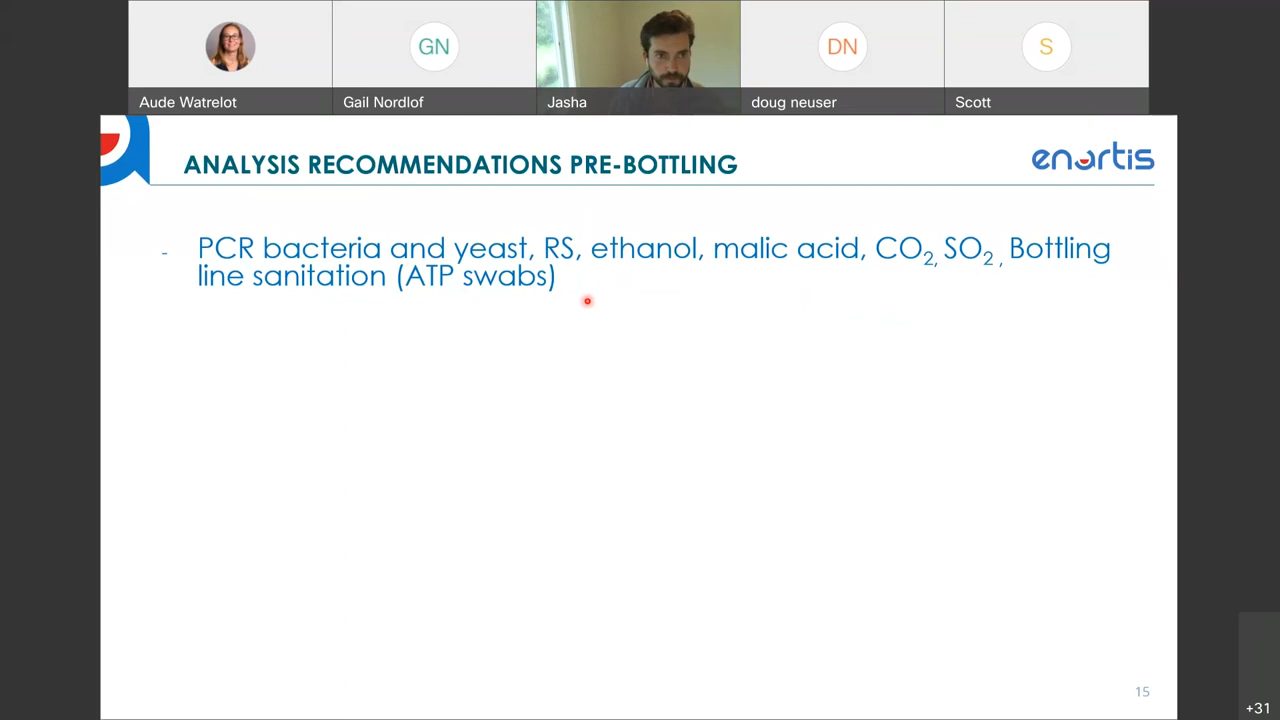 GN
DN
S
Aude Watrelot
Gail Nordlof
Jasha
doug neuser
Scott
ANALYSIS RECOMMENDATIONS PRE-BOTTLING
enartis
- PCR bacteria and yeast, RS, ethanol, malic acid, CO2, SO2 , Bottling
line sanitation (ATP swabs)
15
+31